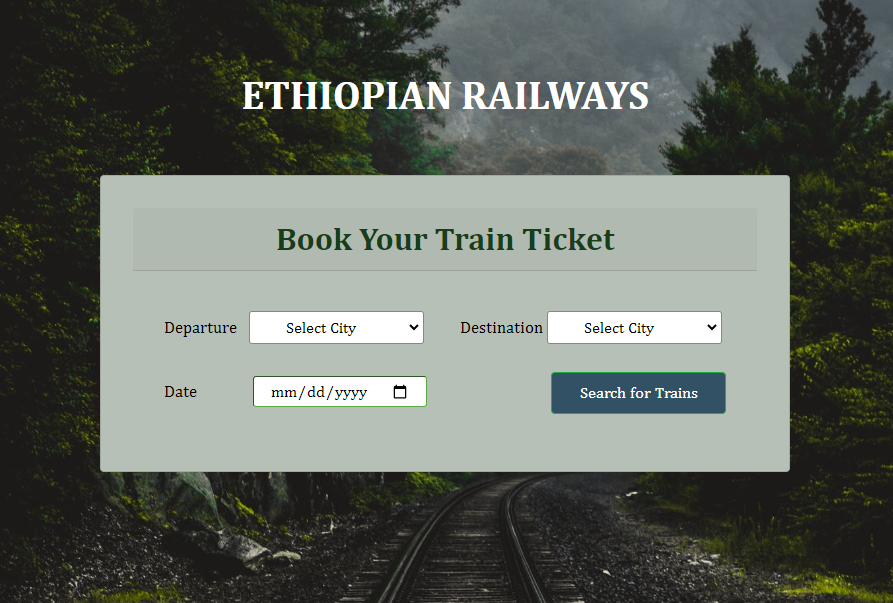 ETHIOPIAN RAILWAYS
Book Your Train Ticket
Departure Select City Destination Select City
Date mm/dd/yyyy Search for Trains